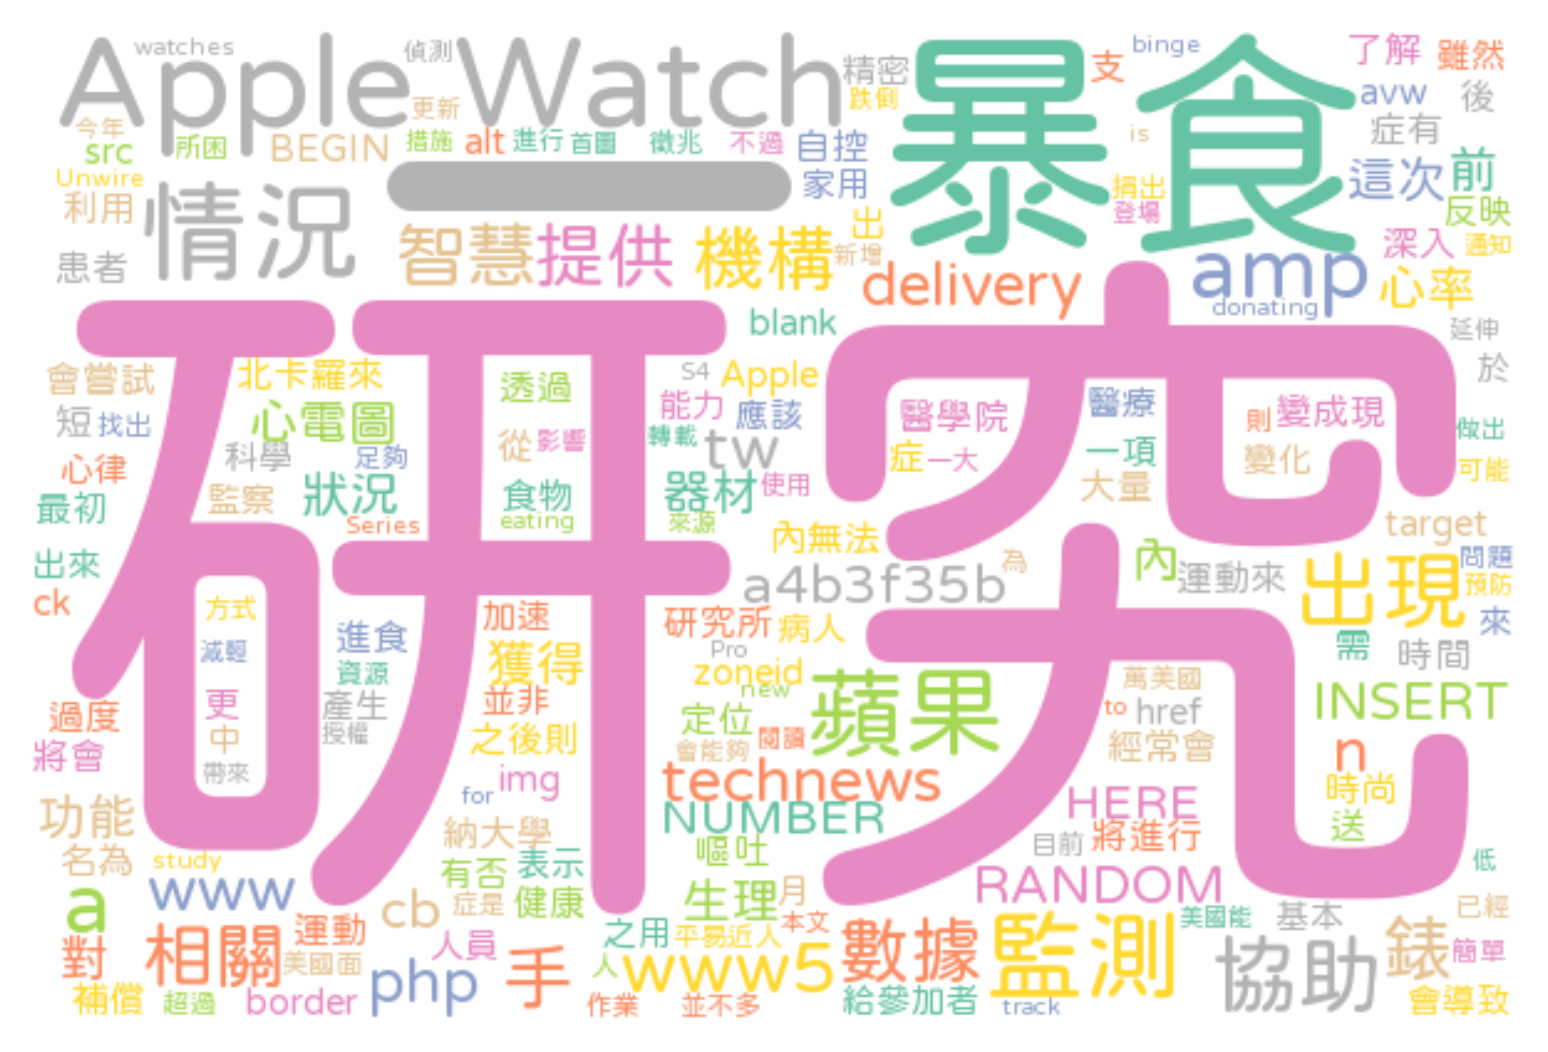 watches
偵測
Apple Watch
更新
精密
跌倒
暴食
支
binge
了解
雖然
avw
後
今年
src
所困
BEGIN
措施
alt
進行
首圖
徵兆
不過
自控
is
症有
Unwire
利用
情況
一
家用
捐出
登場
這次
前
反映
患者
智慧
提供
機構
出
新增
delivery
amp
donating
深入
通知
心率
研究
blank
延伸
會嘗試
北卡羅來
透過
S4
Apple
於
短
找出
心電圖
能力
應該
醫學院
醫療
則
變成現
做出
科學
足夠
從
影響
轉載
tw
症
一大
一項
變化
可能
心律
監察
狀況
食物
器材
使用
大量
最初
Series
eating
來源
內無法
target
出來
a4b3f35b
為
內
運動來
出現
問題
預防
ck
方式
進食
加速
研究所
病人
需
時間
來
減輕
資源
獲得
Pro
zoneid
new
蘋果
萬美國
INSERT
過度
更
產生
並非
定位
to
href
將會
中
授權
之後則
會能夠
閱讀
經常會
n
帶來
for
img
technews
時尚
功能
納大學
NUMBER
HERE
送
名為
study
有否
表示
嘔吐
目前
將進行
低
a
www
cb
症是
健康
生理
月
RANDOM
已經
對
相關
運動
美國面
人員
之用
平易近人
本文
數據
監測
美國能
基本
協助
錶
簡單
補償
超過
border
php
手
人
www5
作業
並不多
給參加者
track
會導致